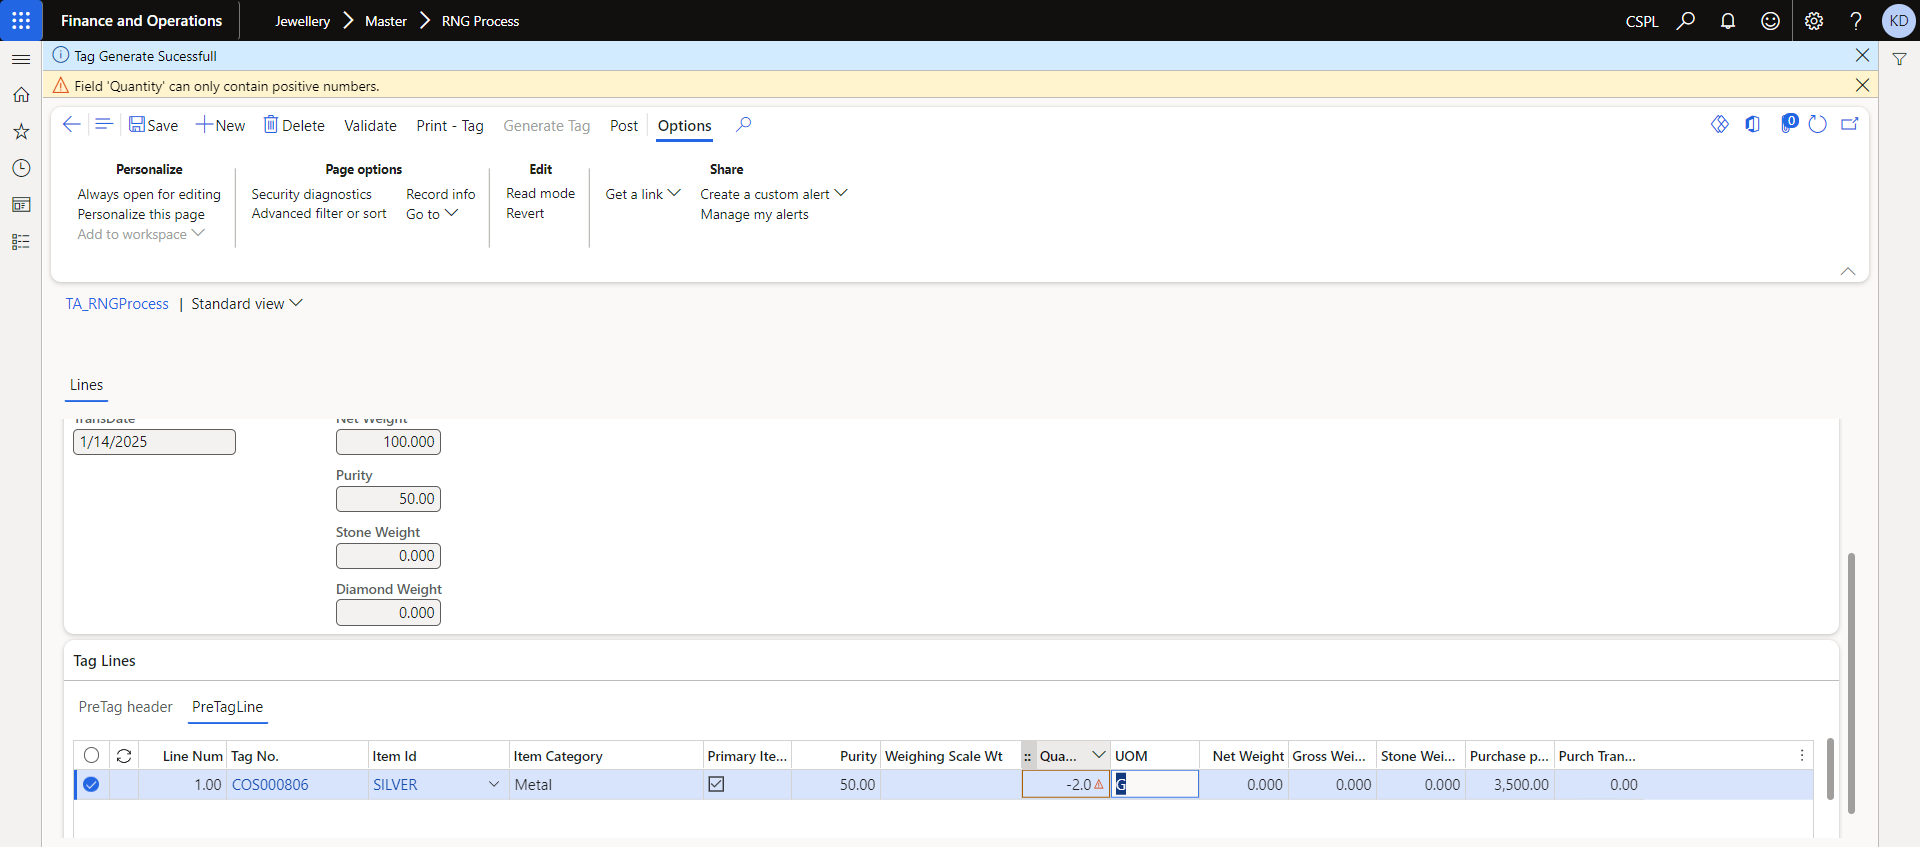 Finance and Operations
Jewellery > Master > RNG Process
CSPL
KD
Tag Generate Sucessfull
Field 'Quantity' can only contain positive numbers.
Save New Delete Validate Print - Tag Generate Tag Post Options
0
Personalize
Always open for editing
Personalize this page
Add to workspace
Page options
Security diagnostics
Advanced filter or sort
Record info
Go to
Edit
Read mode
Revert
Get a link
Share
Create a custom alert
Manage my alerts
TA_RNGProcess | Standard view
Lines
TransDate
1/14/2025
Net Weight
100.000
Purity
50.00
Stone Weight
0.000
Diamond Weight
0.000
Tag Lines
PreTag header PreTagLine
Line Num Tag No. Item Id Item Category Primary Ite... Purity Weighing Scale Wt Qua... UOM Net Weight Gross Wei... Stone Wei... Purchase p... Purch Tran...
1.00 COS000806 SILVER Metal 50.00 -2.0 G 0.000 0.000 0.000 3,500.00 0.00